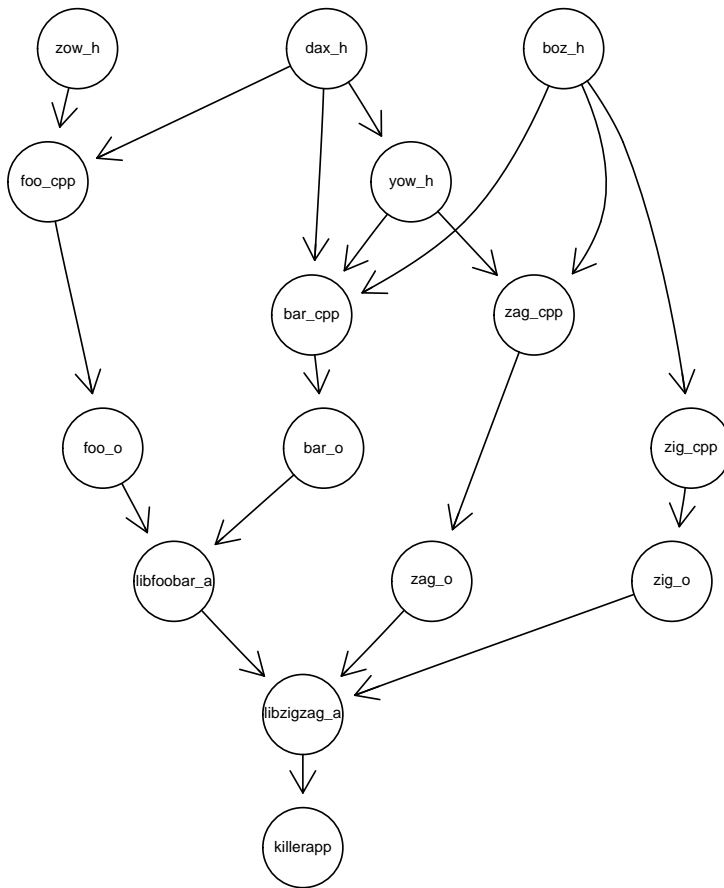 zow_h
dax_h
boz_h
foo_cpp
yow_h
bar_cpp
zag_cpp
foo_o
bar_o
zig_cpp
libfoobar_a
zag_o
zig_o
libzigzag_a
killerapp